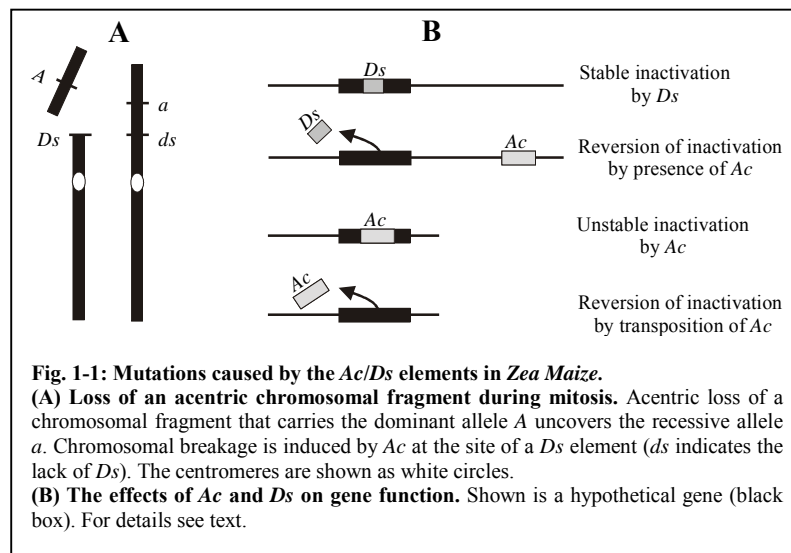 A
B
A
a
Ds
ds
Ds
Stable inactivation
by Ds
Ds
Ac
Reversion of inactivation
by presence of Ac
Ac
Unstable inactivation
by Ac
Ac
Reversion of inactivation
by transposition of Ac
Fig. 1-1: Mutations caused by the Ac/Ds elements in Zea Maize.
(A) Loss of an acentric chromosomal fragment during mitosis. Acentric loss of a
chromosomal fragment that carries the dominant allele A uncovers the recessive allele
a. Chromosomal breakage is induced by Ac at the site of a Ds element (ds indicates the
lack of Ds). The centromeres are shown as white circles.
(B) The effects of Ac and Ds on gene function. Shown is a hypothetical gene (black
box). For details see text.